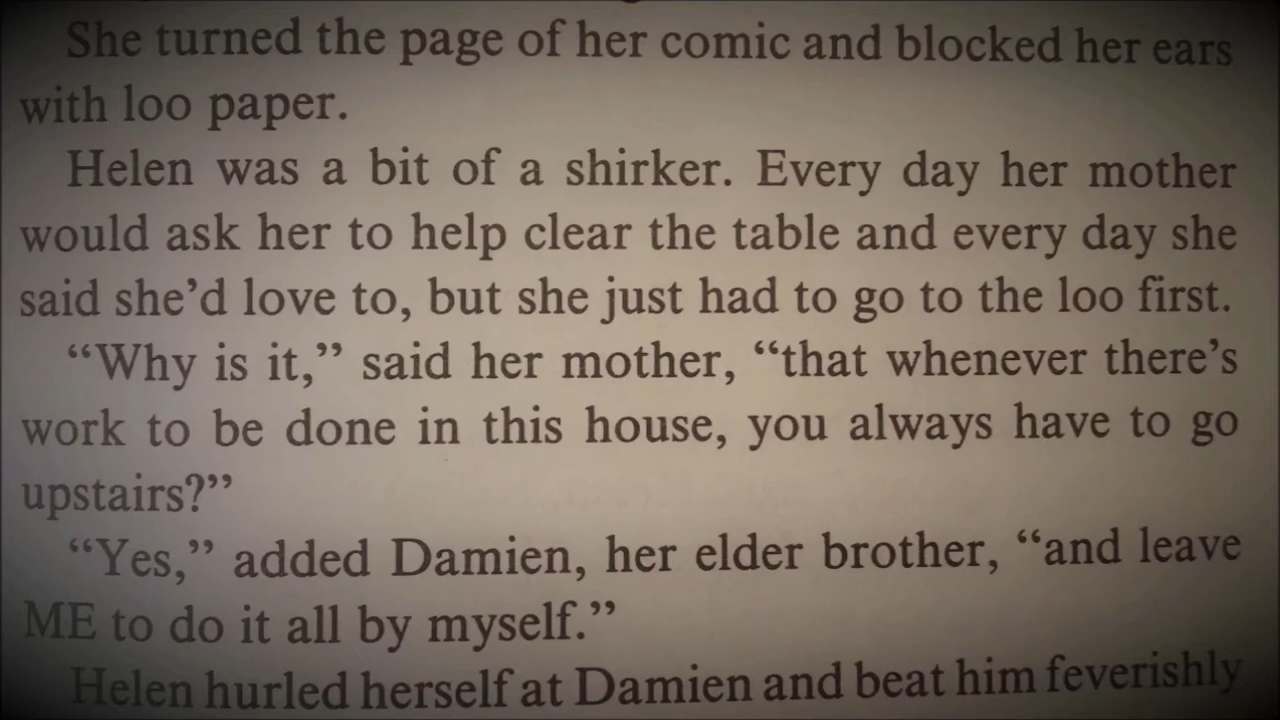 She turned the page of her comic and blocked her ears
with loo paper.
Helen was a bit of a shirker. Every day her mother
would ask her to help clear the table and every day she
said she’d love to, but she just had to go to the loo first.
“Why is it,” said her mother, “that whenever there’s
work to be done in this house, you always have to go
upstairs?”
“Yes,” added Damien, her elder brother, “and leave
ME to do it all by myself.”
Helen hurled herself at Damien and beat him feverishly